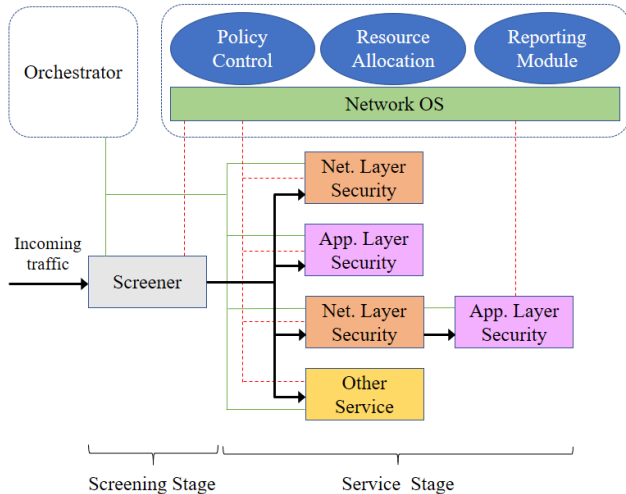 Orchestrator
Policy
Control
Resource
Allocation
Reporting
Module
Network OS
Incoming
traffic
Screener
Net. Layer
Security
App. Layer
Security
Net. Layer
Security
App. Layer
Security
Other
Service
Screening Stage
Service Stage